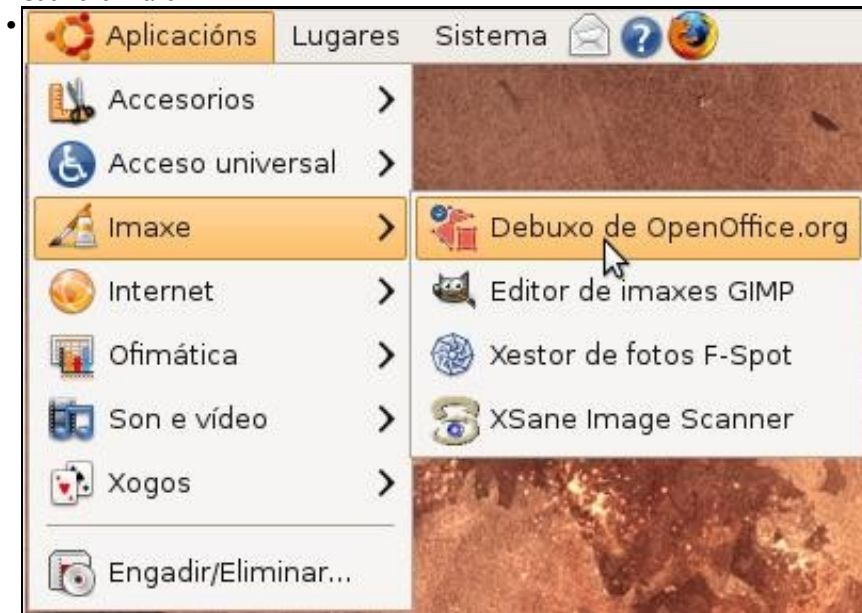 Aplicacións Lugares Sistema
Accesorios
Acceso universal
Imaxe
Debuxo de OpenOffice.org
Internet
Editor de imaxes GIMP
Ofimática
Xestor de fotos F-Spot
Son e vídeo
XSane Image Scanner
Xogos
Engadir/Eliminar...